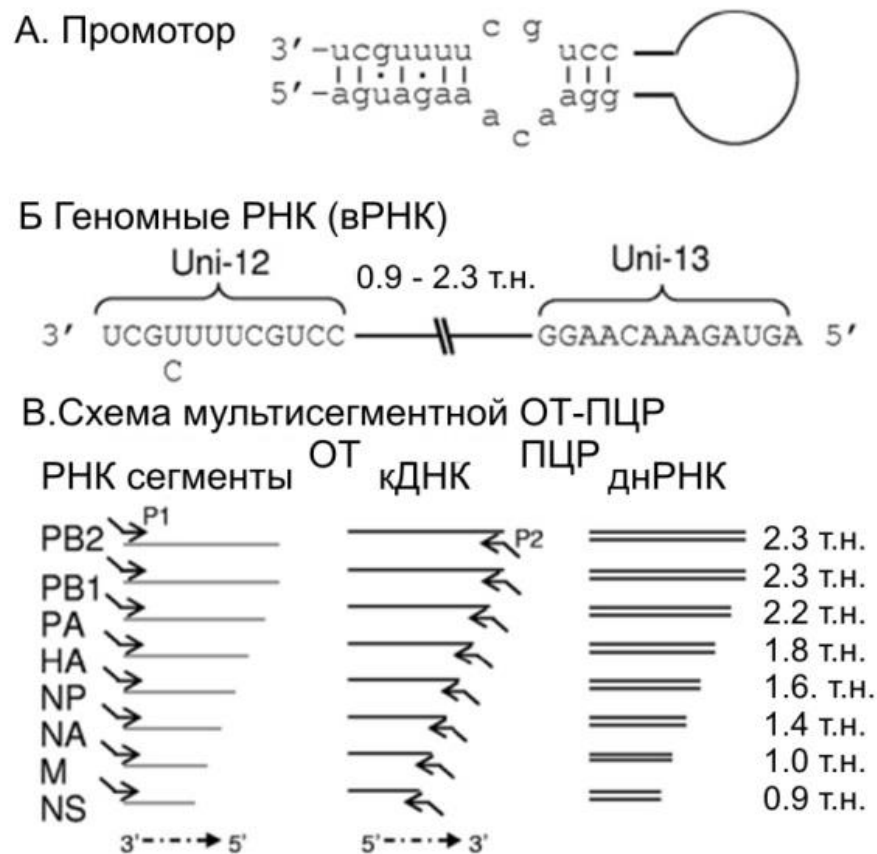 А. Промотор
3' -ucguuuu c g ucc
5' -aguagaa a c a agg
Б Геномные РНК (вРНК)
Uni-12 0.9 - 2.3 т.н. Uni-13
3' UCGUUUUCGUCC GGAACAAAGAUGA 5'
C
В.Схема мультисегментной ОТ-ПЦР
РНК сегменты ОТ кДНК ПЦР днРНК
PB2 P1 P2 2.3 т.н.
PB1 2.3 т.н.
PA 2.2 т.н.
HA 1.8 т.н.
NP 1.6. т.н.
NA 1.4 т.н.
M 1.0 т.н.
NS 0.9 т.н.
3' 5' 5' 3'